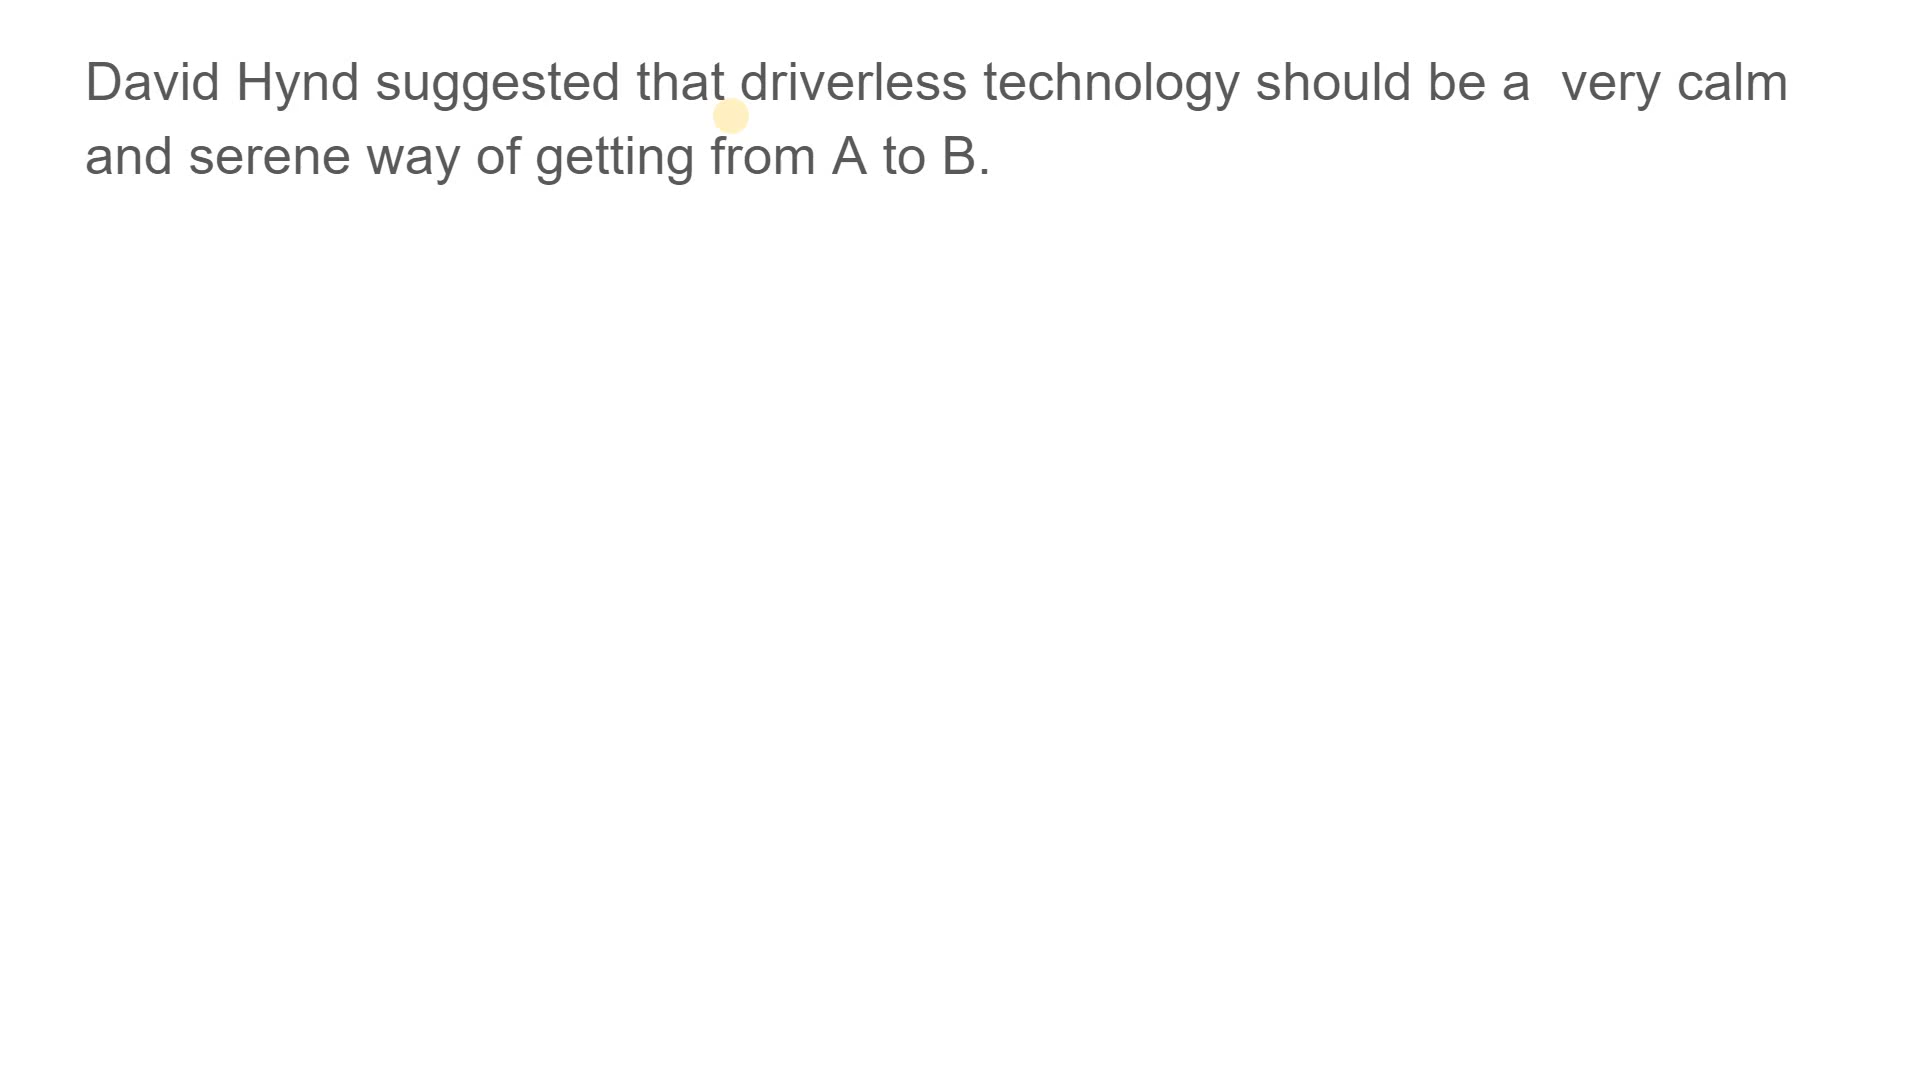 David Hynd suggested that driverless technology should be a  very calm
and serene way of getting from A to B.